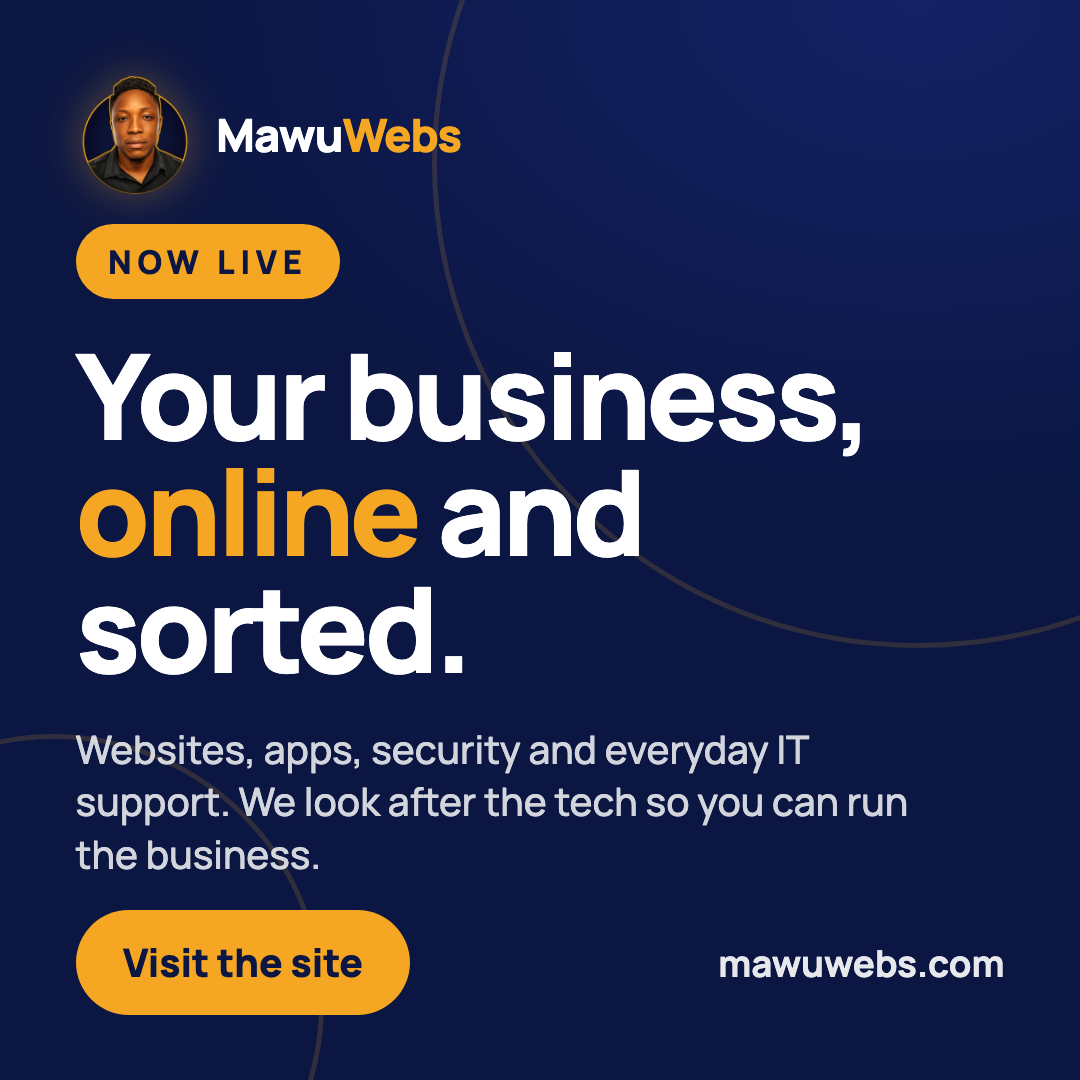 MawuWebs
NOW LIVE
Your business,
online and
sorted.
Websites, apps, security and everyday IT
support. We look after the tech so you can run
the business.
Visit the site
mawuwebs.com